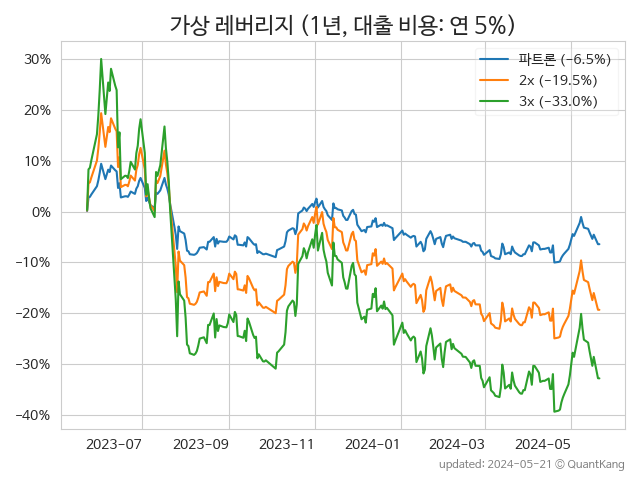 가상 레버리지 (1년, 대출 비용: 연 5%)
30%
20%
10%
0%
−10%
−20%
−30%
−40%
파트론 (−6.5%)
2x (−19.5%)
3x (−33.0%)
2023-07
2023-09
2023-11
2024-01
2024-03
2024-05
updated: 2024-05-21 © QuantKang